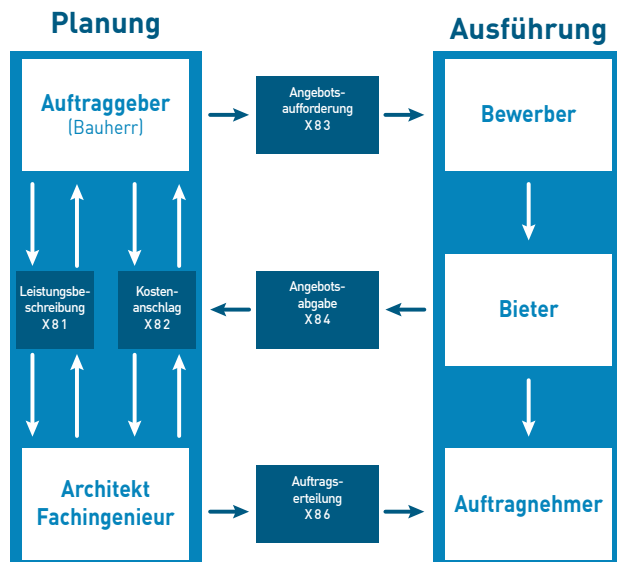 Planung
Ausführung
Auftraggeber
(Bauherr)
Angebots-
aufforderung
X83
Bewerber
Leistungsbe-
schreibung
X81
Kosten-
anschlag
X82
Angebots-
abgabe
X84
Bieter
Architekt
Fachingenieur
Auftrags-
erteilung
X86
Auftragnehmer